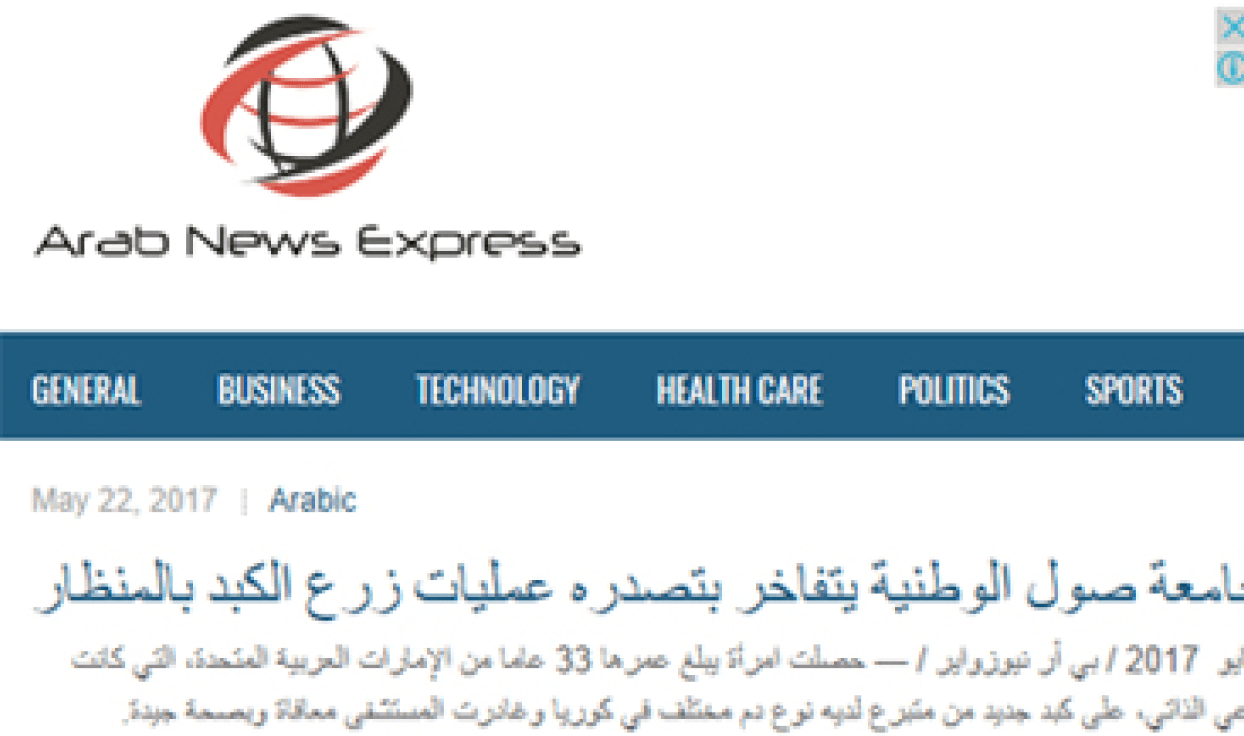 Arab News Express
GENERAL BUSINESS TECHNOLOGY HEALTH CARE POLITICS SPORTS
May 22, 2017 | Arabic
امعة صول الوطنية يتفاخر بتصدره عمليات زرع الكبد بالمنظار
ايو 2017 / بي أر نيوزواير / — حصلت امرأة يبلغ عمرها 33 عاما من الإمارات العربية المتحدة، التي كانت
عي الذاتي، على كبد جديد من متبرع لديه نوع دم مختلف في كوريا وغادرت المستشفى معافاة وبصحة جيدة.